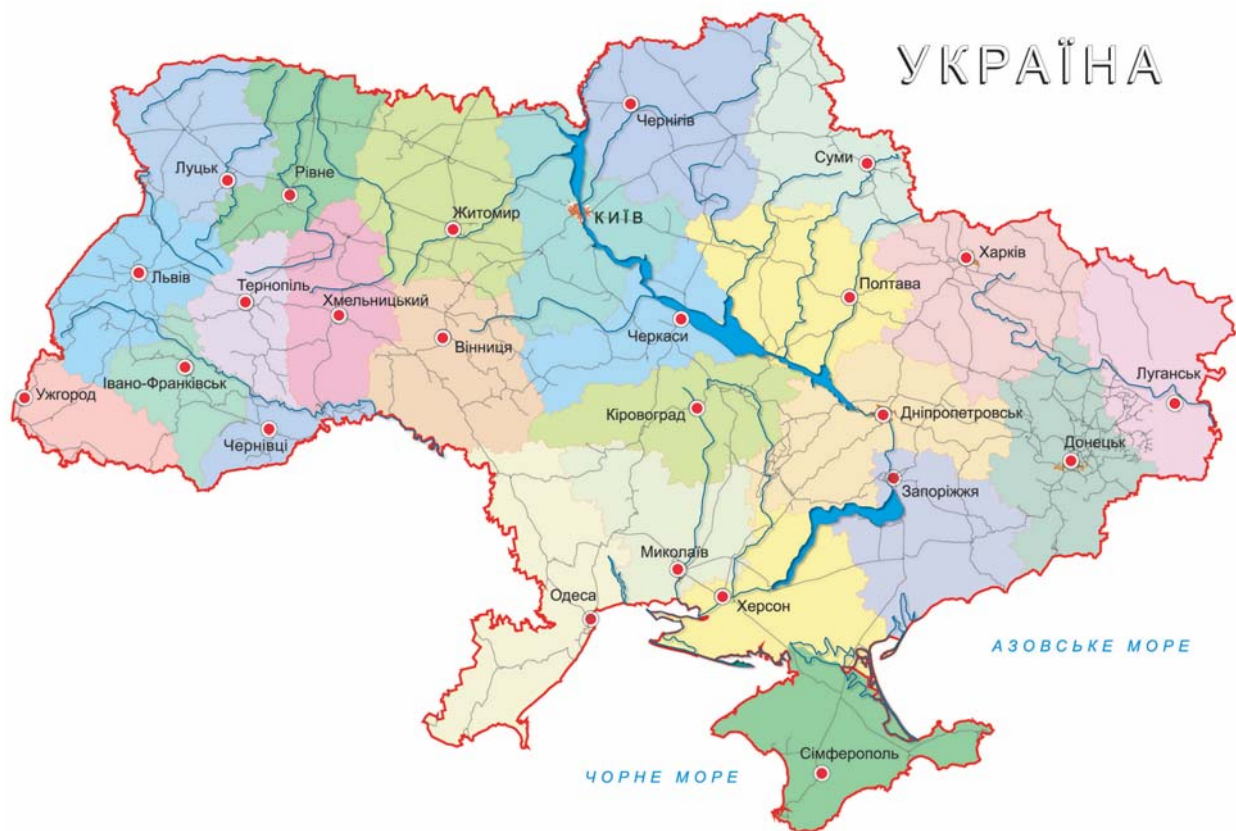 УКРАЇНА
Чернігів
Суми
Луцьк
Рівне
Житомир
КИЇВ
Харків
Львів
Тернопіль
Хмельницький
Полтава
Черкаси
Вінниця
Івано-Франківськ
Ужгород
Луганськ
Кіровоград
Дніпропетровськ
Чернівці
Донецьк
Запоріжжя
Миколаїв
Одеса
Херсон
АЗОВСЬКЕ МОРЕ
Сімферополь
ЧОРНЕ МОРЕ